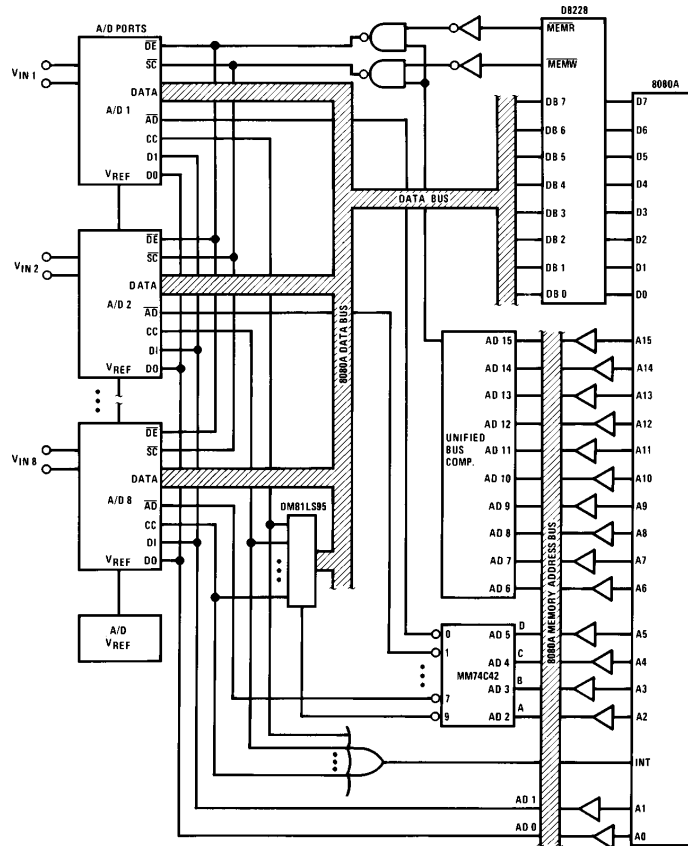 A/D PORTS
DE
SC
DATA
A/D 1
AD
CC
D1
D0
VREF
VIN 1
DE
SC
DATA
A/D 2
AD
CC
DI
DO
VREF
VIN 2
DE
SC
DATA
A/D 8
AD
CC
DI
DO
VREF
VIN 8
A/D
VREF
DM81LS95
8080A DATA BUS
DATA BUS
DB228
MEMR
MEMW
DB 7
DB 6
DB 5
DB 4
DB 3
DB 2
DB 1
DB 0
8080A
D7
D6
D5
D4
D3
D2
D1
D0
UNIFIED
BUS
COMP.
AD 15
AD 14
AD 13
AD 12
AD 11
AD 10
AD 9
AD 8
AD 7
AD 6
8080A MEMORY ADDRESS BUS
A15
A14
A13
A12
A11
A10
A9
A8
A7
A6
A5
A4
A3
A2
INT
A1
A0
0
1
7
9
MM74C42
AD 5
AD 4
AD 3
AD 2
D
C
B
A
AD 1
AD 0